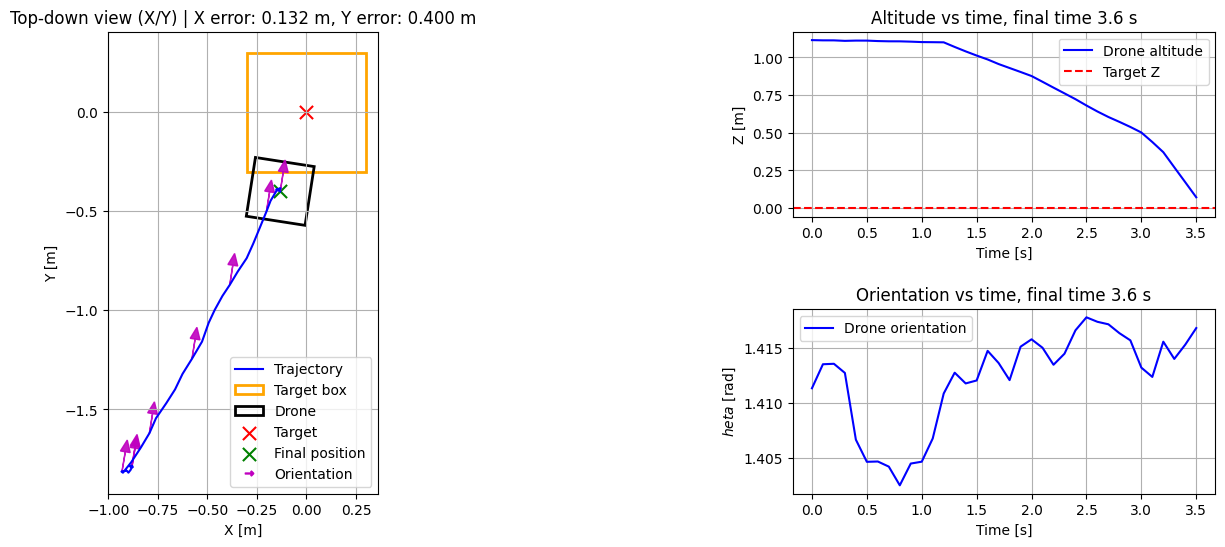 Top-down view (X/Y) | X error: 0.132 m, Y error: 0.400 m
0.0
−0.5
−1.0
−1.5
Y [m]
−1.00
−0.75
−0.50
−0.25
0.00
0.25
X [m]
Trajectory
Target box
Drone
Target
Final position
Orientation
Altitude vs time, final time 3.6 s
1.00
0.75
0.50
0.25
0.00
Z [m]
Drone altitude
Target Z
0.0
0.5
1.0
1.5
2.0
2.5
3.0
3.5
Time [s]
Orientation vs time, final time 3.6 s
1.415
1.410
1.405
heta [rad]
Drone orientation
0.0
0.5
1.0
1.5
2.0
2.5
3.0
3.5
Time [s]